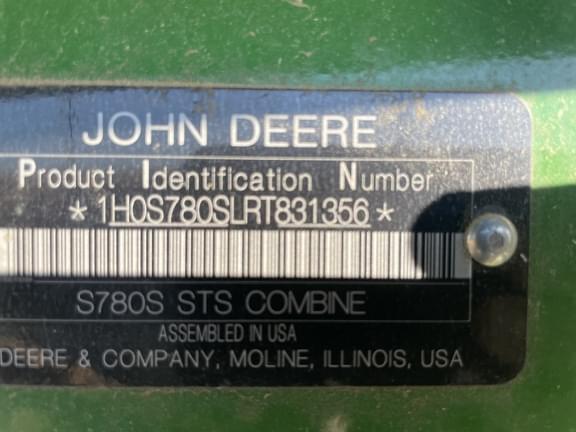 JOHN DEERE
Product Identification Number
*1H0S780SLRT831356*
S780S STS COMBINE
ASSEMBLED IN USA
DEERE & COMPANY, MOLINE, ILLINOIS, USA